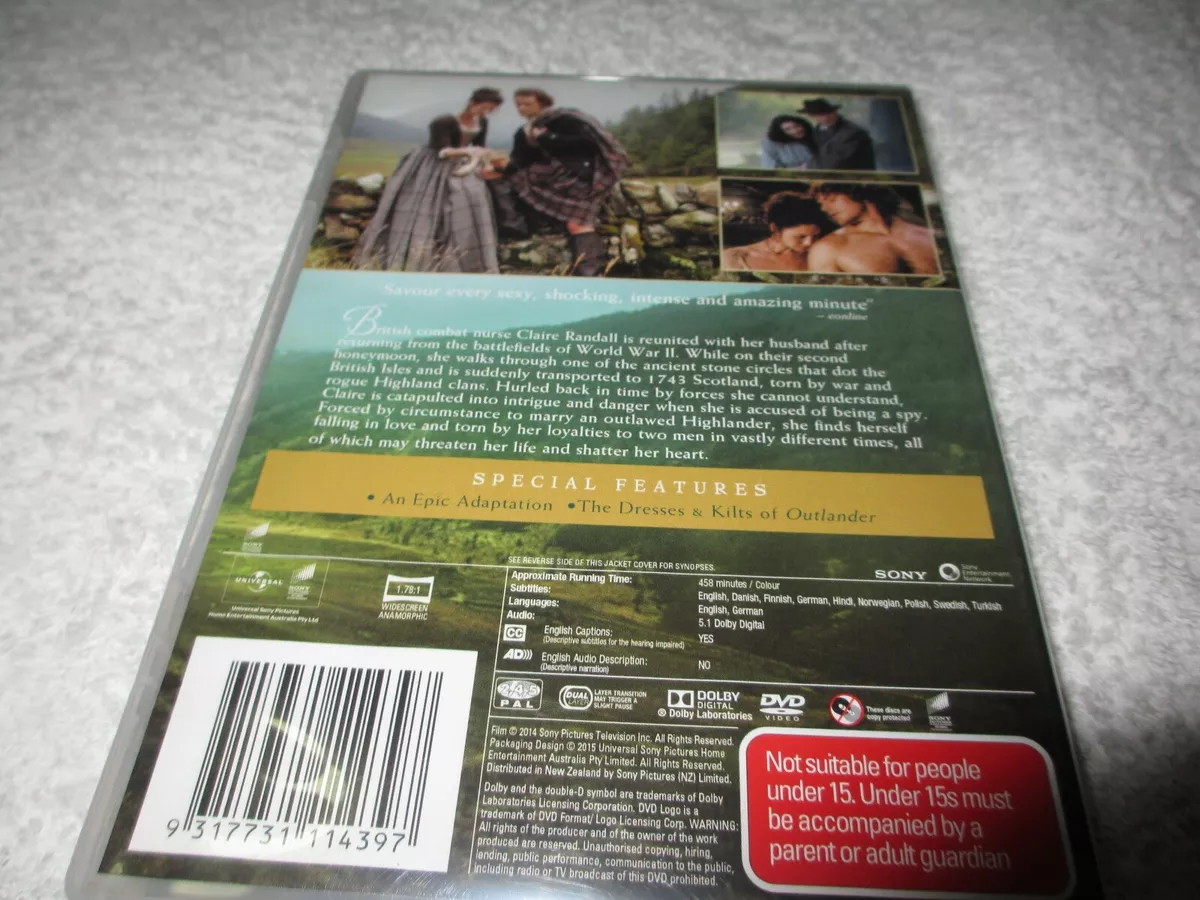 Savour every sexy, shocking, intense and amazing minute"
– eonline
British combat nurse Claire Randall is reunited with her husband after
returning from the battlefields of World War II. While on their second
honeymoon, she walks through one of the ancient stone circles that dot the
British Isles and is suddenly transported to 1743 Scotland, torn by war and
rogue Highland clans. Hurled back in time by forces she cannot understand,
Claire is catapulted into intrigue and danger when she is accused of being a spy.
Forced by circumstance to marry an outlawed Highlander, she finds herself
falling in love and torn by her loyalties to two men in vastly different times, all
of which may threaten her life and shatter her heart.
SPECIAL FEATURES
• An Epic Adaptation •The Dresses & Kilts of Outlander
SEE REVERSE SIDE OF THIS JACKET COVER FOR SYNOPSES.
SONY
Sony Entertainment Network
UNIVERSAL
Universal Sony Pictures
Home Entertainment Australia Pty Ltd
1.78:1
WIDESCREEN
ANAMORPHIC
Approximate Running Time: 458 minutes / Colour
Subtitles: English, Danish, Finnish, German, Hindi, Norwegian, Polish, Swedish, Turkish
Languages: English, German
Audio: 5.1 Dolby Digital
CC English Captions: YES
(Descriptive subtitles for the hearing impaired)
AD))) English Audio Description: NO
(Descriptive narration)
2·4·5
PAL
DUAL LAYER
LAYER TRANSITION
MAY TRIGGER A
SLIGHT PAUSE
DOLBY
DIGITAL
® Dolby Laboratories
DVD
VIDEO
These discs are
copy protected
Film © 2014 Sony Pictures Television Inc. All Rights Reserved.
Packaging Design © 2015 Universal Sony Pictures Home
Entertainment Australia Pty Limited. All Rights Reserved.
Distributed in New Zealand by Sony Pictures (NZ) Limited.
Dolby and the double-D symbol are trademarks of Dolby
Laboratories Licensing Corporation. DVD Logo is a
trademark of DVD Format/ Logo Licensing Corp. WARNING:
All rights of the producer and of the owner of the work
produced are reserved. Unauthorised copying, hiring,
lending, public performance, communication to the public,
including radio or TV broadcast of this DVD prohibited.
Not suitable for people
under 15. Under 15s must
be accompanied by a
parent or adult guardian
9 317731 114397